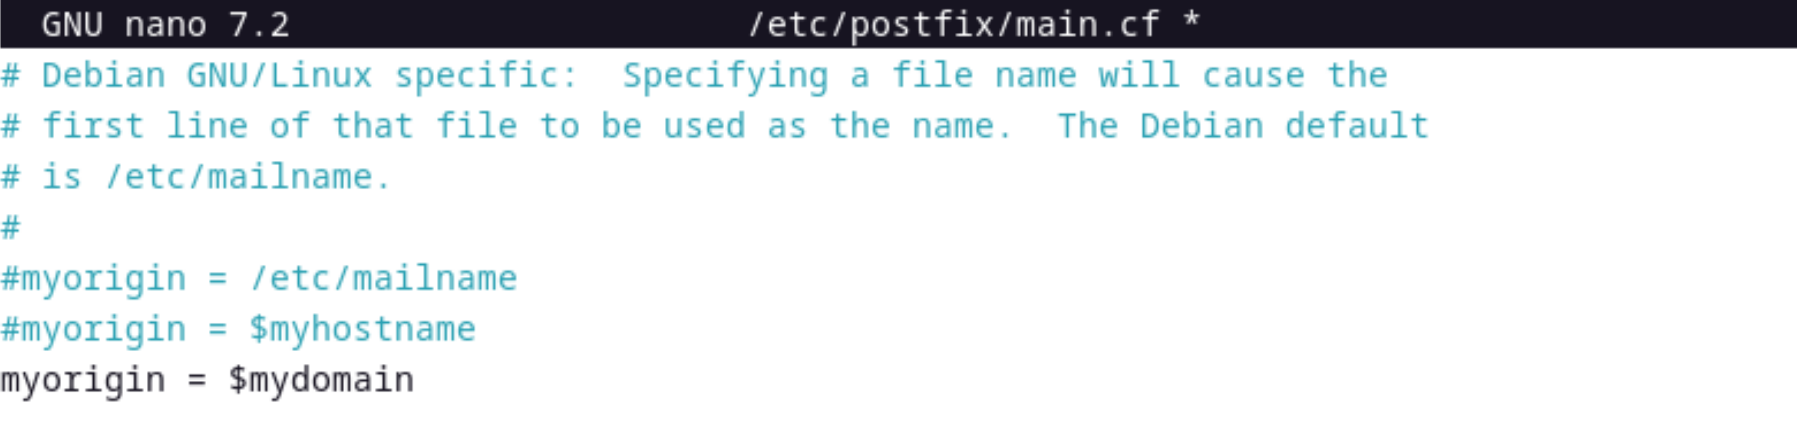 GNU nano 7.2 /etc/postfix/main.cf *
# Debian GNU/Linux specific:  Specifying a file name will cause the
# first line of that file to be used as the name.  The Debian default
# is /etc/mailname.
#
#myorigin = /etc/mailname
#myorigin = $myhostname
myorigin = $mydomain